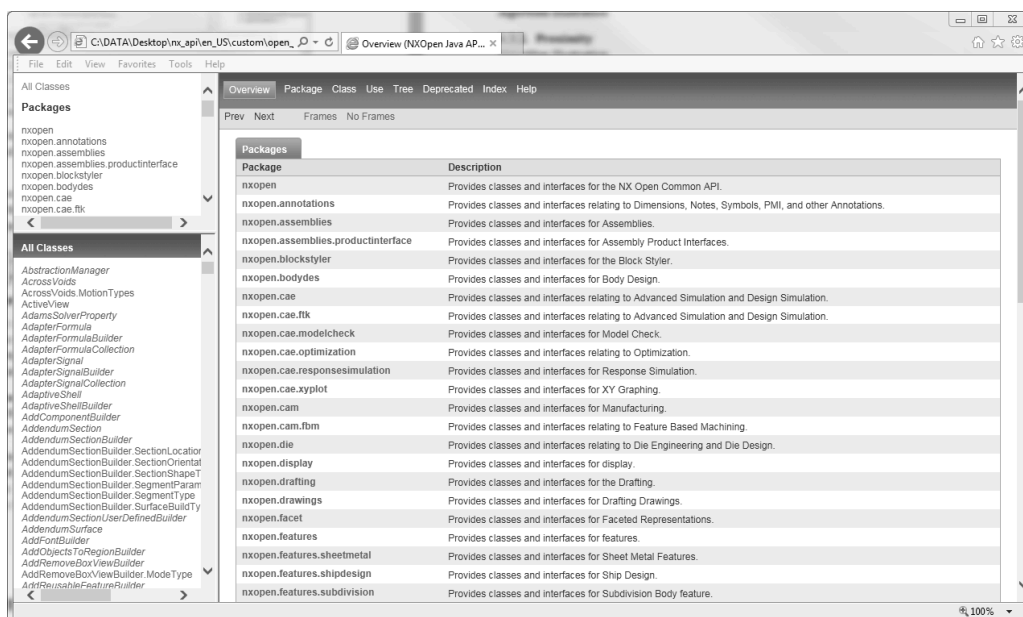 C:\DATA\Desktop\nx_api\en_US\custom\open_
Overview (NXOpen Java AP...
File Edit View Favorites Tools Help
All Classes
Packages
nxopen
nxopen.annotations
nxopen.assemblies
nxopen.assemblies.productinterface
nxopen.blockstyler
nxopen.bodydes
nxopen.cae
nxopen.cae.ftk
All Classes
AbstractionManager
AcrossVoids
AcrossVoids.MotionTypes
ActiveView
AdamsSolverProperty
AdapterFormula
AdapterFormulaBuilder
AdapterFormulaCollection
AdapterSignal
AdapterSignalBuilder
AdapterSignalCollection
AdaptiveShell
AdaptiveShellBuilder
AddComponentBuilder
AddendumSection
AddendumSectionBuilder
AddendumSectionBuilder.SectionLocation
AddendumSectionBuilder.SectionOrientat
AddendumSectionBuilder.SectionShapeT
AddendumSectionBuilder.SegmentParam
AddendumSectionBuilder.SegmentType
AddendumSectionBuilder.SurfaceBuildTy
AddendumSectionUserDefinedBuilder
AddendumSurface
AddFontBuilder
AddObjectsToRegionBuilder
AddRemoveBoxViewBuilder
AddRemoveBoxViewBuilder.ModeType
AddReusableFeatureBuilder
Overview Package Class Use Tree Deprecated Index Help
Prev Next Frames No Frames
Packages
Package Description
nxopen Provides classes and interfaces for the NX Open Common API.
nxopen.annotations Provides classes and interfaces relating to Dimensions, Notes, Symbols, PMI, and other Annotations.
nxopen.assemblies Provides classes and interfaces for Assemblies.
nxopen.assemblies.productinterface Provides classes and interfaces for Assembly Product Interfaces.
nxopen.blockstyler Provides classes and interfaces for the Block Styler.
nxopen.bodydes Provides classes and interfaces for Body Design.
nxopen.cae Provides classes and interfaces relating to Advanced Simulation and Design Simulation.
nxopen.cae.ftk Provides classes and interfaces relating to Advanced Simulation and Design Simulation.
nxopen.cae.modelcheck Provides classes and interfaces for Model Check.
nxopen.cae.optimization Provides classes and interfaces relating to Optimization.
nxopen.cae.responsesimulation Provides classes and interfaces for Response Simulation.
nxopen.cae.xyplot Provides classes and interfaces for XY Graphing.
nxopen.cam Provides classes and interfaces for Manufacturing.
nxopen.cam.fbm Provides classes and interfaces relating to Feature Based Machining.
nxopen.die Provides classes and interfaces relating to Die Engineering and Die Design.
nxopen.display Provides classes and interfaces for display.
nxopen.drafting Provides classes and interfaces for the Drafting.
nxopen.drawings Provides classes and interfaces for Drafting Drawings.
nxopen.facet Provides classes and interfaces for Faceted Representations.
nxopen.features Provides classes and interfaces for features.
nxopen.features.sheetmetal Provides classes and interfaces for Sheet Metal Features.
nxopen.features.shipdesign Provides classes and interfaces for Ship Design.
nxopen.features.subdivision Provides classes and interfaces for Subdivision Body feature.
100%